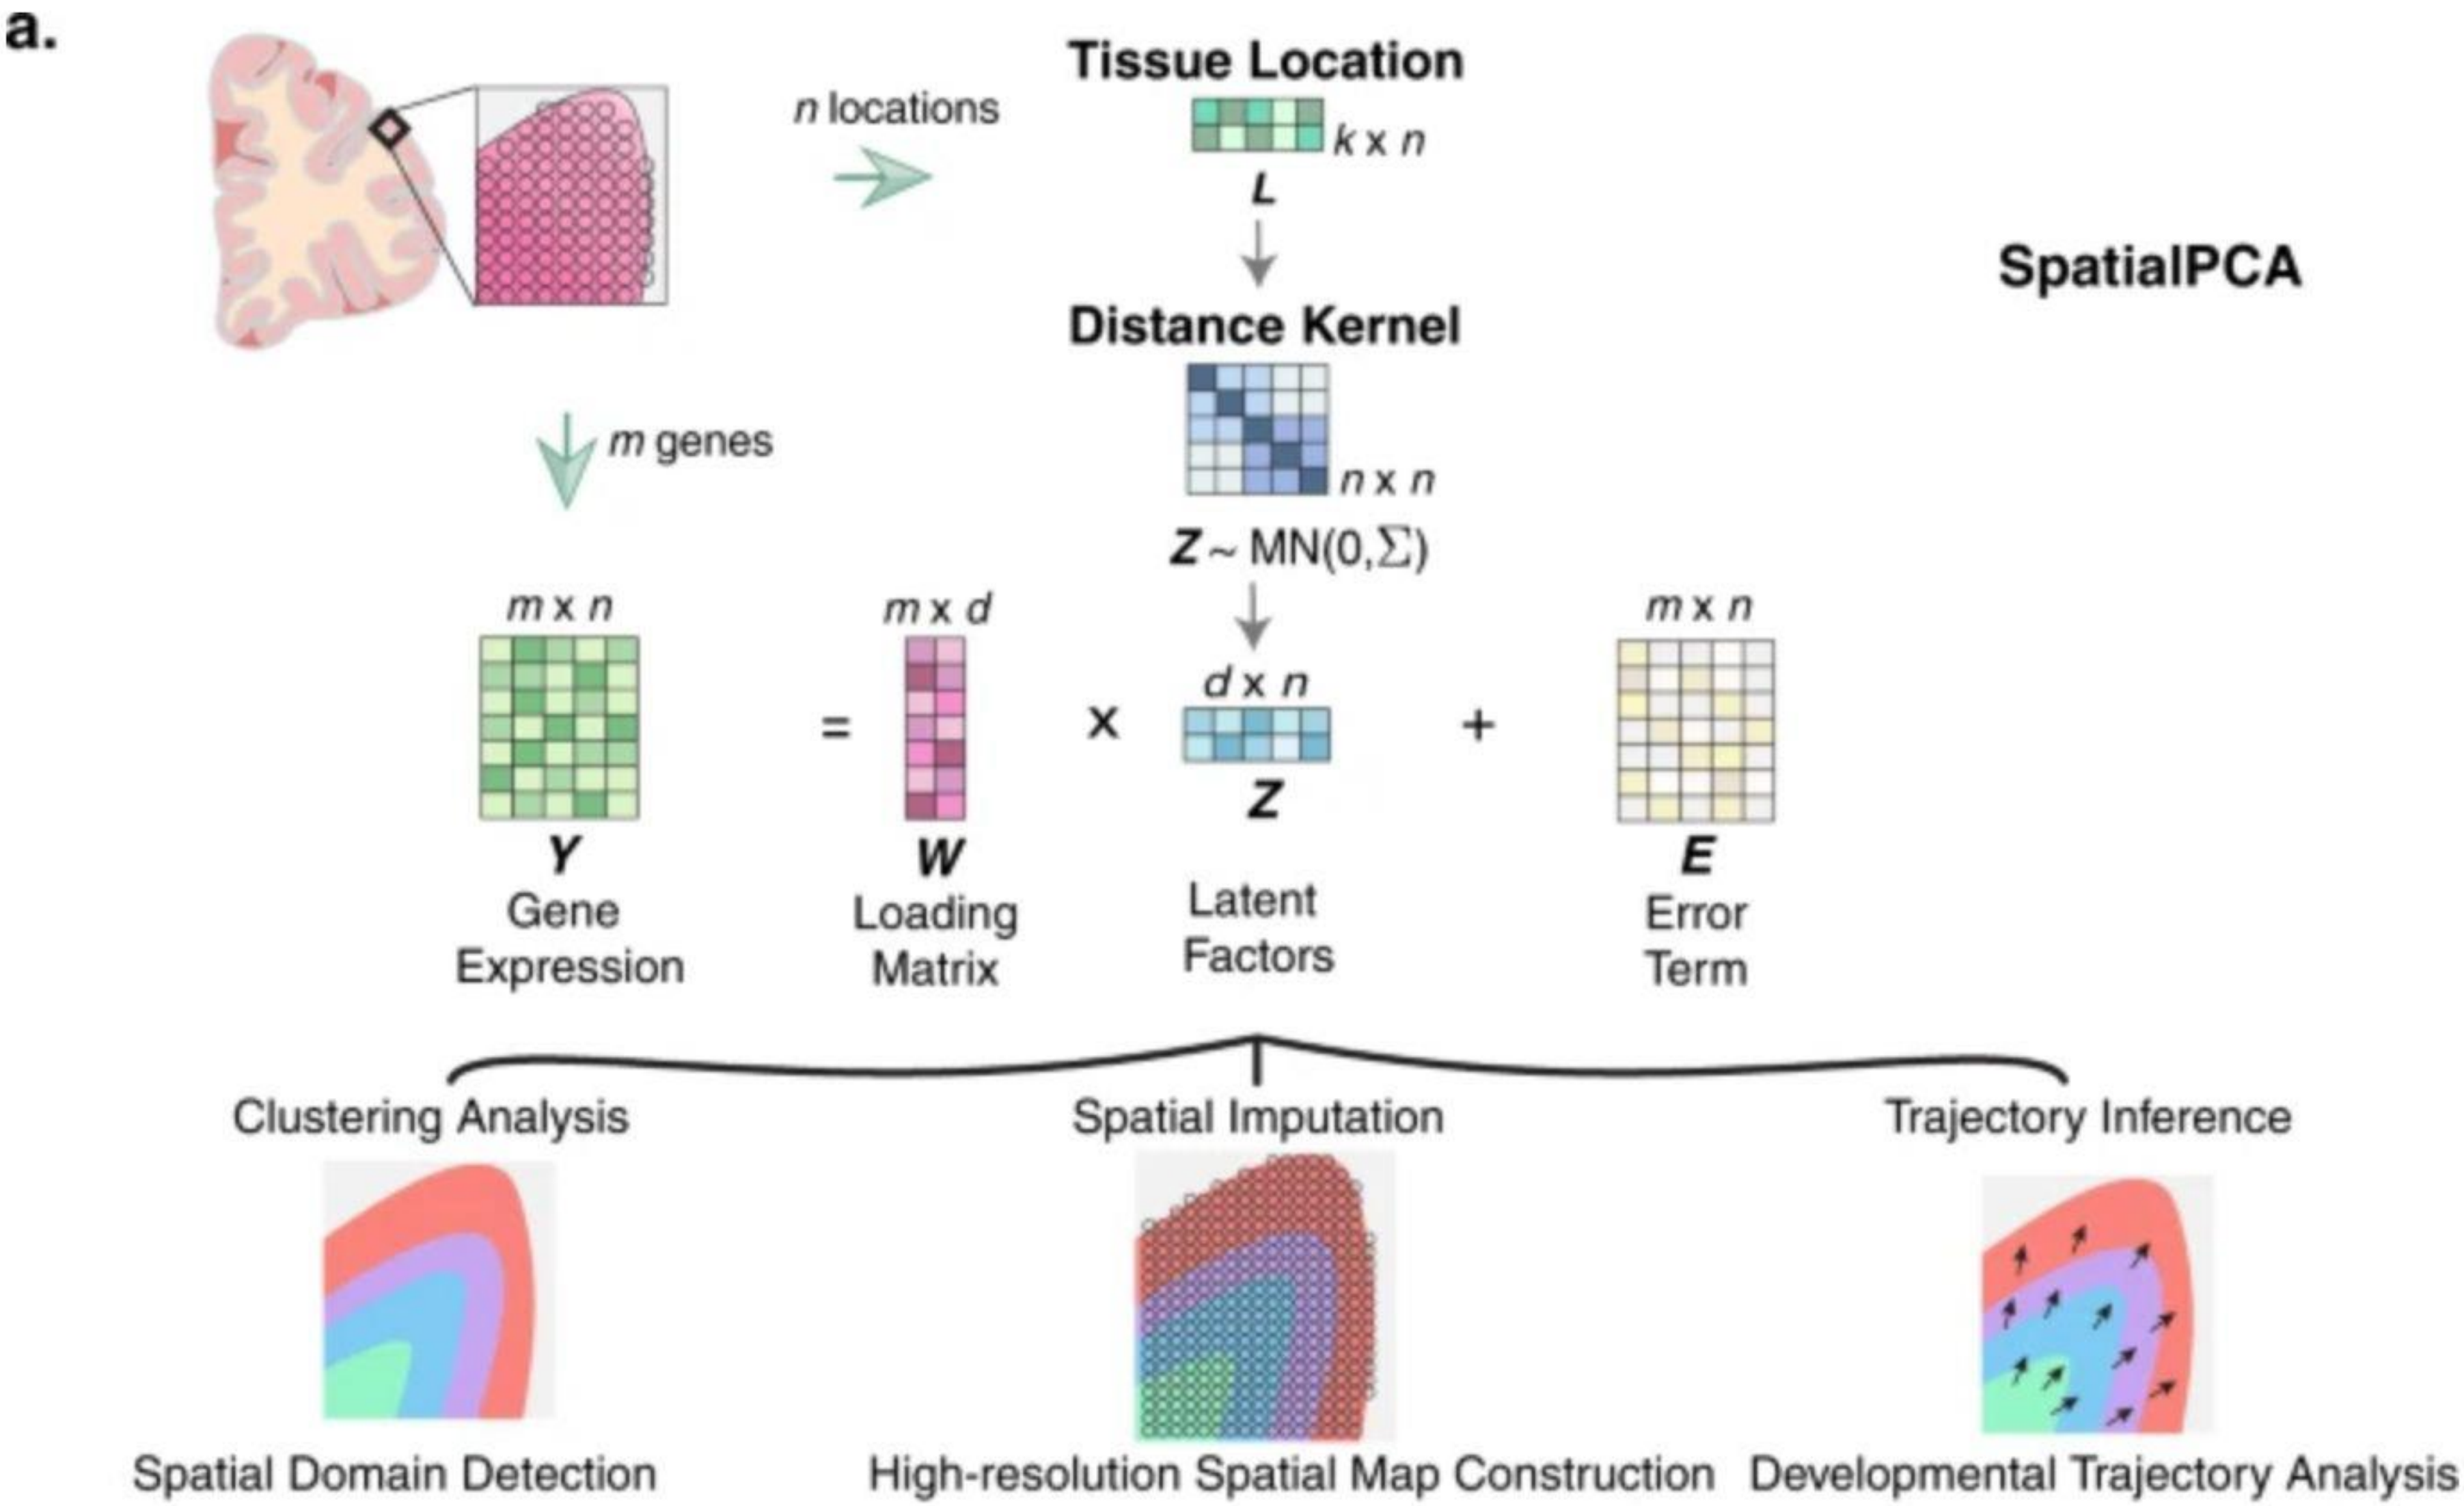 a.
Tissue Location
n locations
k x n
L
SpatialPCA
Distance Kernel
m genes
n x n
Z ~ MN(0,Σ)
m x n
m x d
m x n
d x n
=
x
+
Z
Y
W
E
Gene
Expression
Loading
Matrix
Latent
Factors
Error
Term
Clustering Analysis
Spatial Imputation
Trajectory Inference
Spatial Domain Detection
High-resolution Spatial Map Construction
Developmental Trajectory Analysis